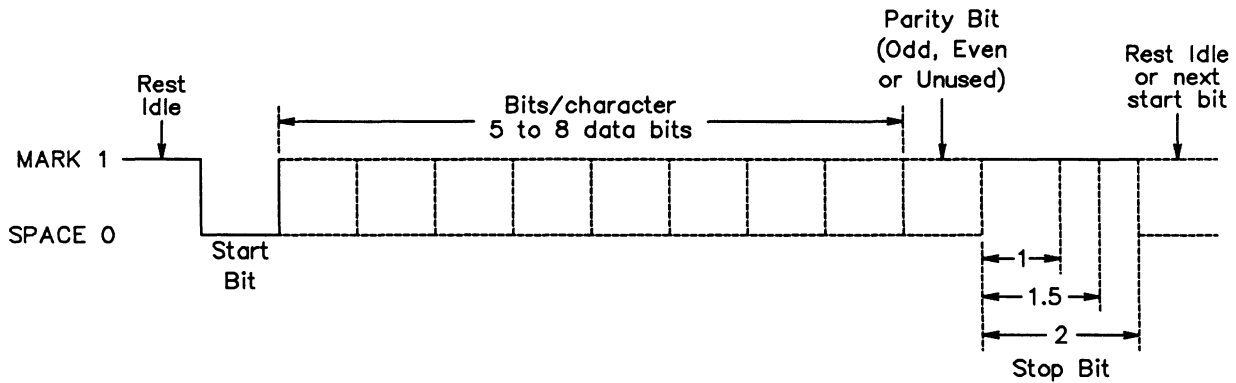 Parity Bit
(Odd, Even
or Unused)
Rest Idle
or next
start bit
Rest
Idle
Bits/character
5 to 8 data bits
MARK 1
SPACE 0
Start
Bit
1
1.5
2
Stop Bit